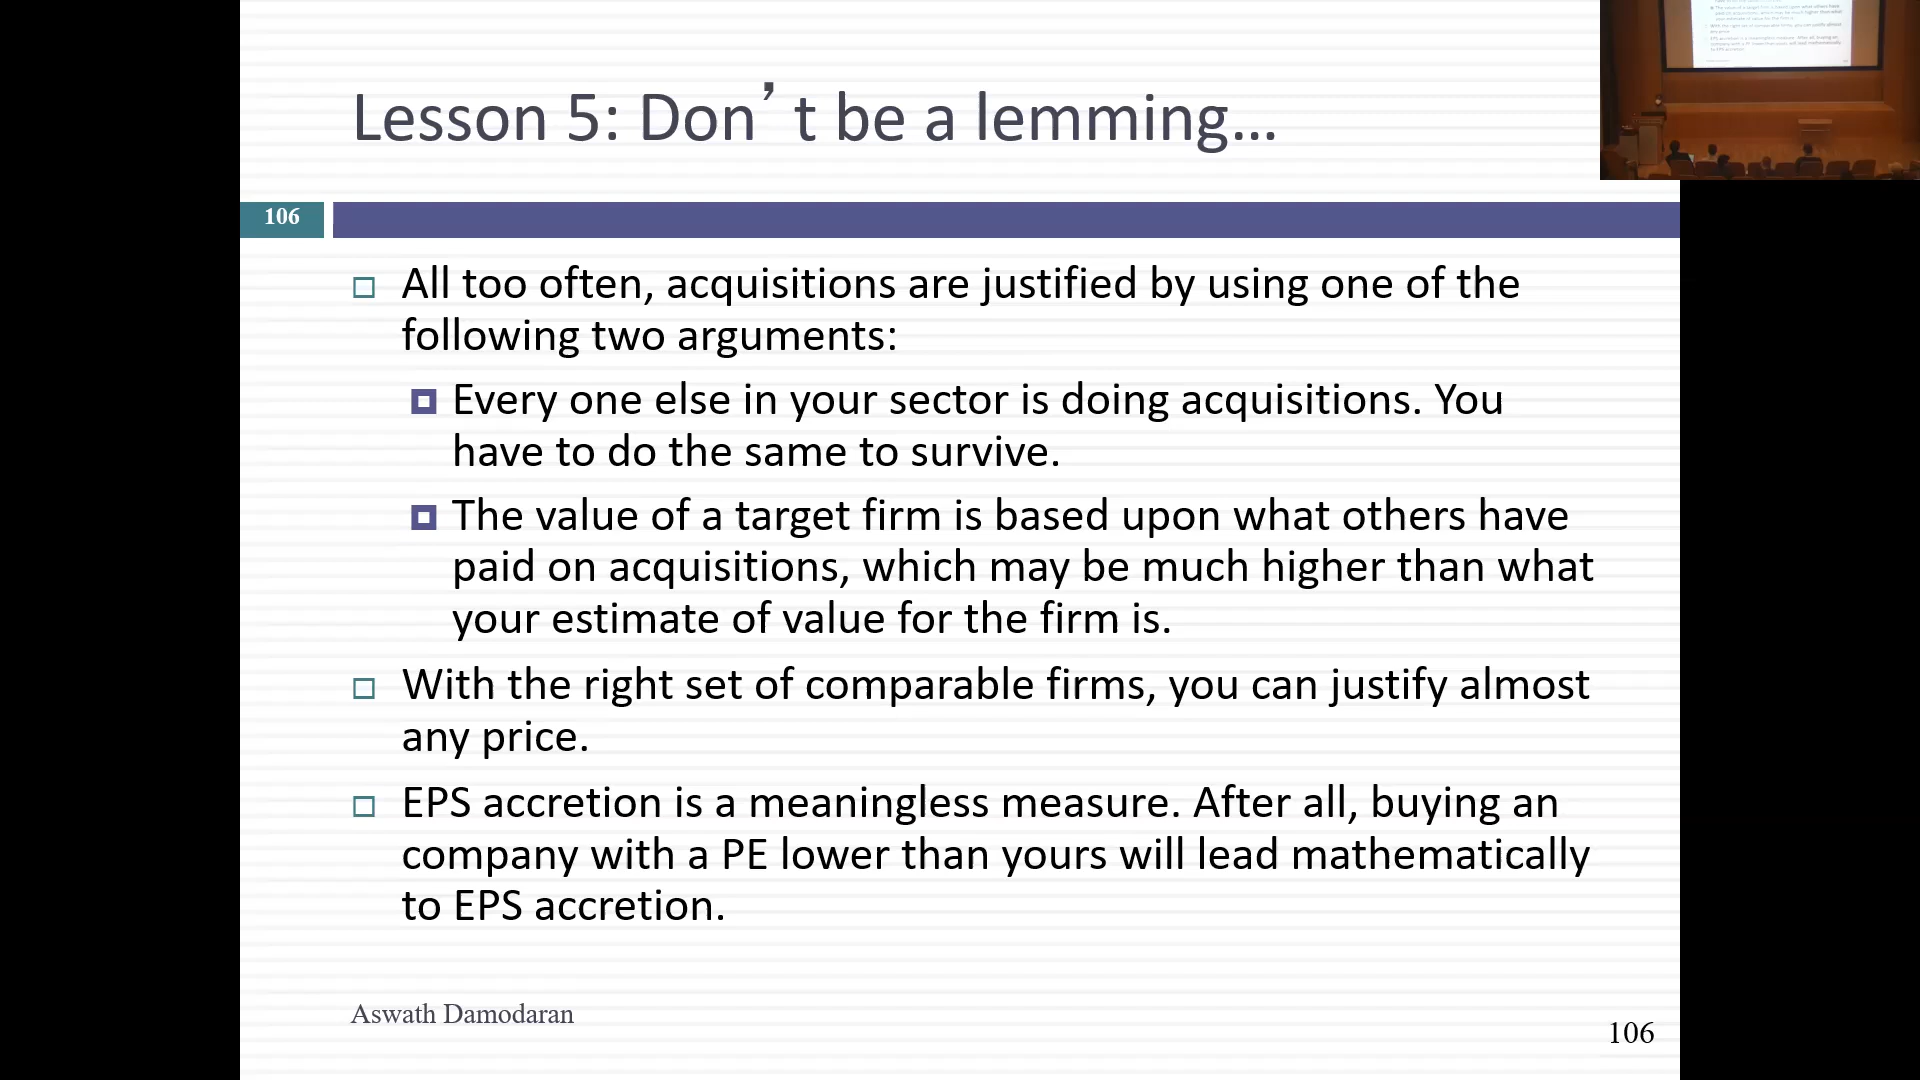 Lesson 5: Don’t be a lemming…
106
All too often, acquisitions are justified by using one of the
following two arguments:
Every one else in your sector is doing acquisitions. You
have to do the same to survive.
The value of a target firm is based upon what others have
paid on acquisitions, which may be much higher than what
your estimate of value for the firm is.
With the right set of comparable firms, you can justify almost
any price.
EPS accretion is a meaningless measure. After all, buying an
company with a PE lower than yours will lead mathematically
to EPS accretion.
Aswath Damodaran
106